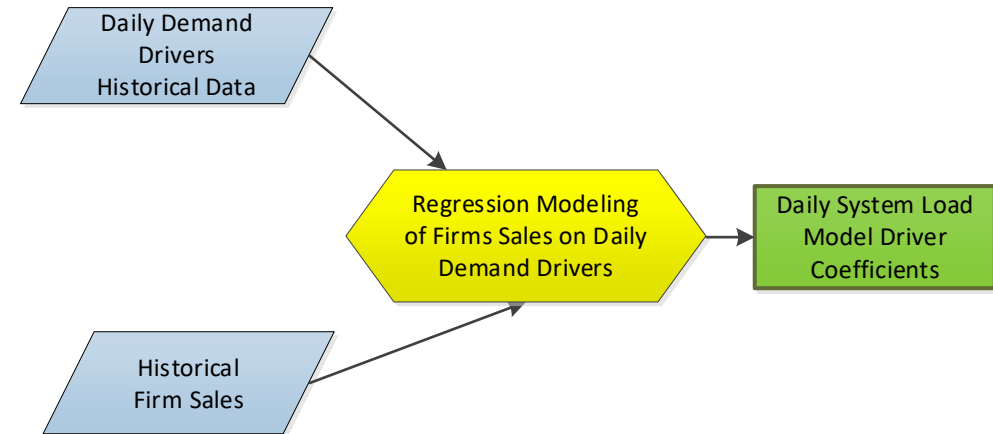 Daily Demand
Drivers
Historical Data
Regression Modeling
of Firms Sales on Daily
Demand Drivers
Daily System Load
Model Driver
Coefficients
Historical
Firm Sales